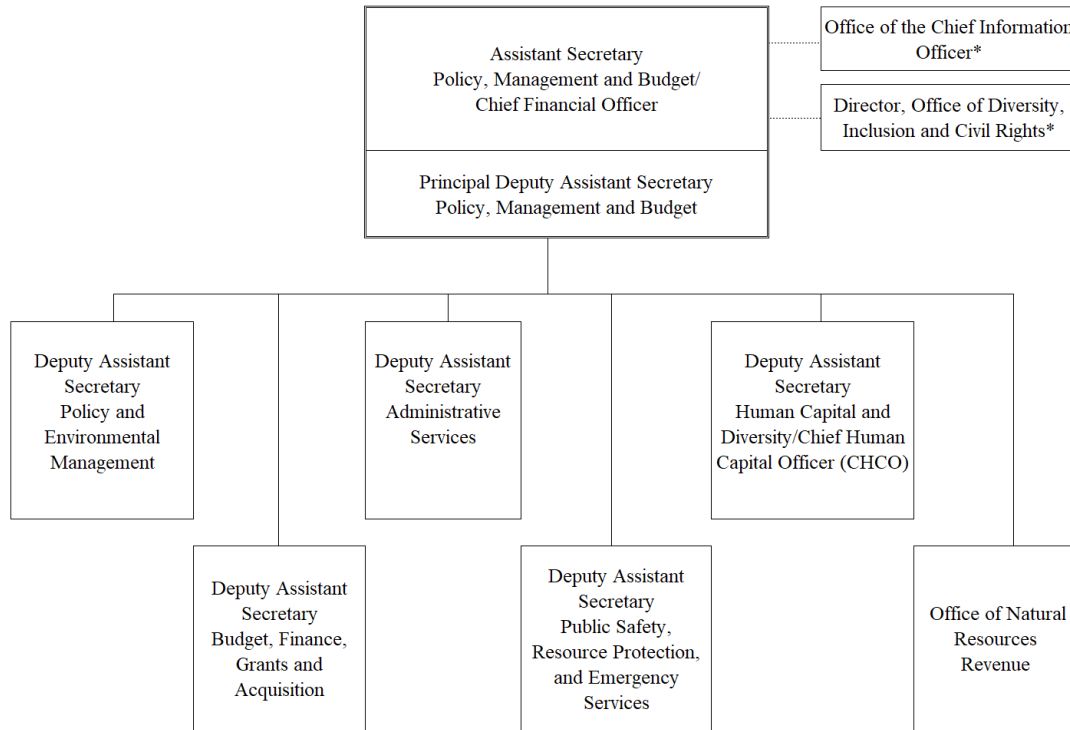 Office of the Chief Information
Officer*
Assistant Secretary
Policy, Management and Budget/
Chief Financial Officer
Director, Office of Diversity,
Inclusion and Civil Rights*
Principal Deputy Assistant Secretary
Policy, Management and Budget
Deputy Assistant
Secretary
Policy and
Environmental
Management
Deputy Assistant
Secretary
Administrative
Services
Deputy Assistant
Secretary
Human Capital and
Diversity/Chief Human
Capital Officer (CHCO)
Deputy Assistant
Secretary
Budget, Finance,
Grants and
Acquisition
Deputy Assistant
Secretary
Public Safety,
Resource Protection,
and Emergency
Services
Office of Natural
Resources
Revenue